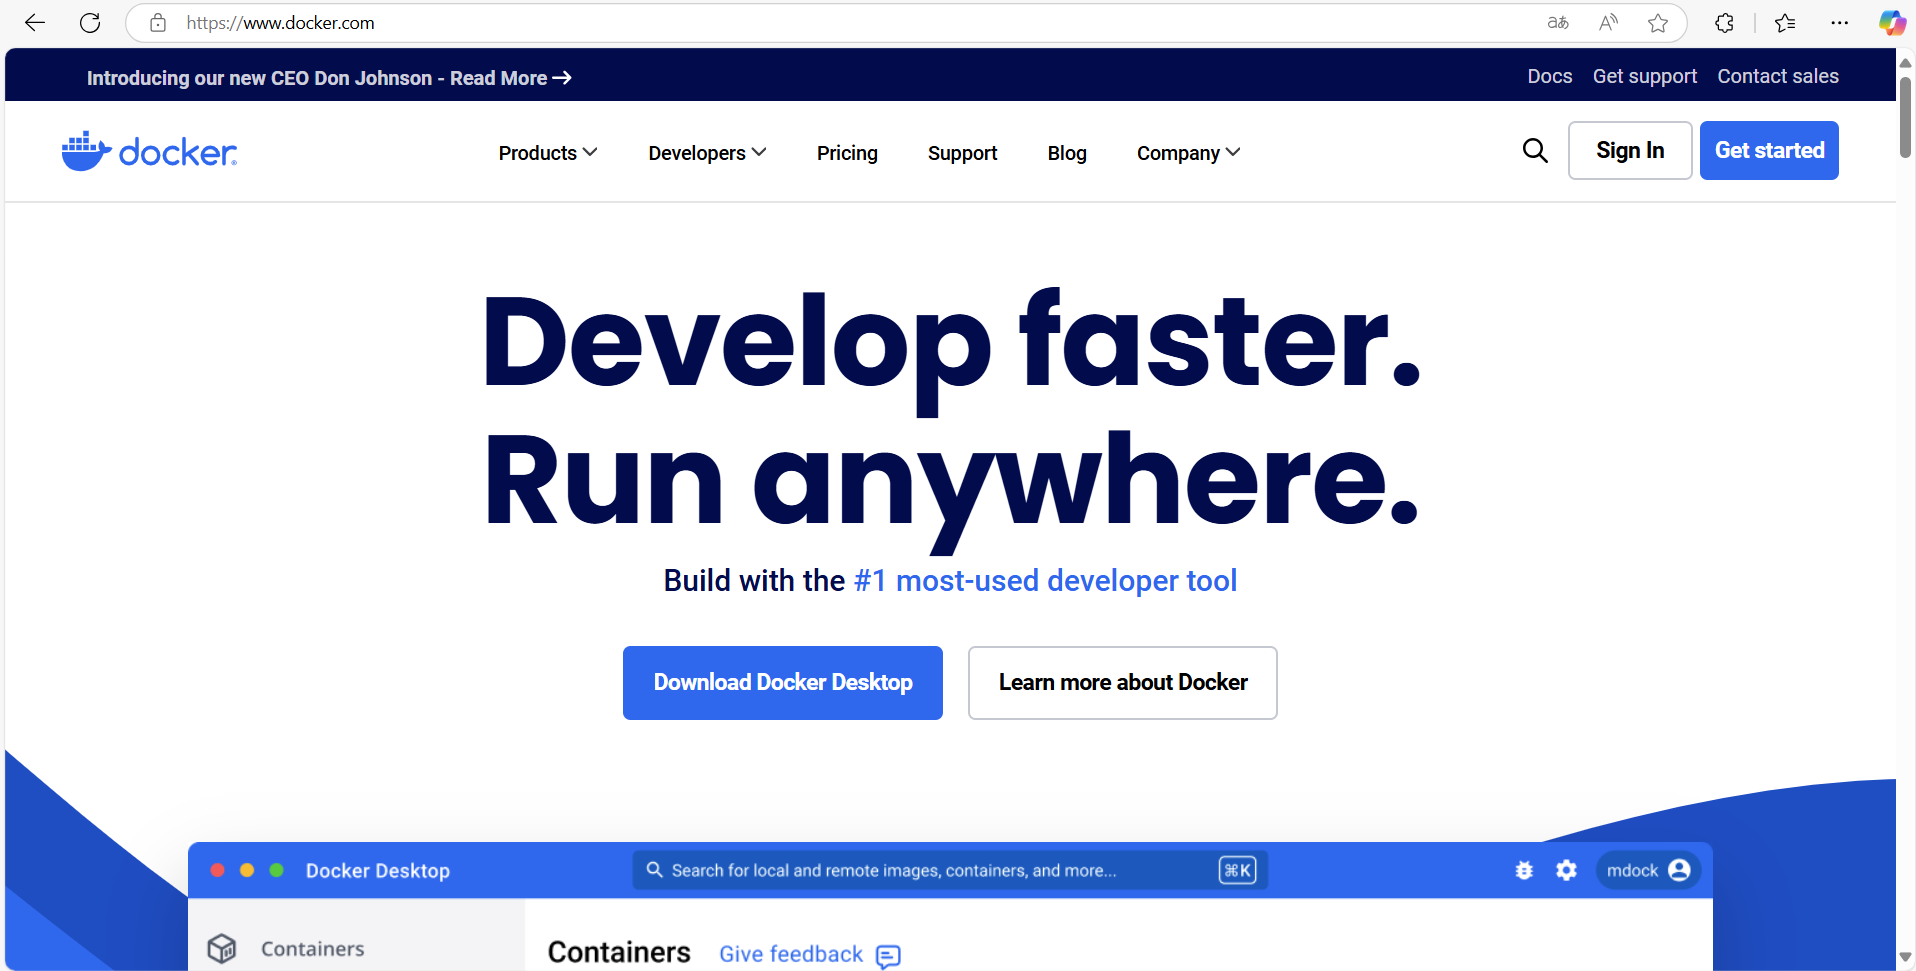 https://www.docker.com
Introducing our new CEO Don Johnson - Read More →
Docs Get support Contact sales
docker
Products Developers Pricing Support Blog Company
Sign In Get started
Develop faster.
Run anywhere.
Build with the #1 most-used developer tool
Download Docker Desktop Learn more about Docker
Docker Desktop Search for local and remote images, containers, and more... ⌘K mdock
Containers
Containers Give feedback